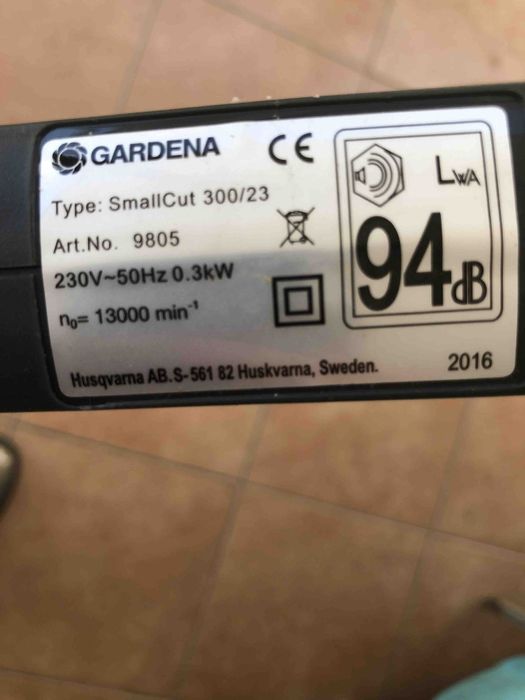 GARDENA CE
Type: SmallCut 300/23
Art.No. 9805
230V~50Hz 0.3kW
n₀= 13000 min⁻¹
Husqvarna AB.S-561 82 Huskvarna, Sweden.
LWA
94dB
2016